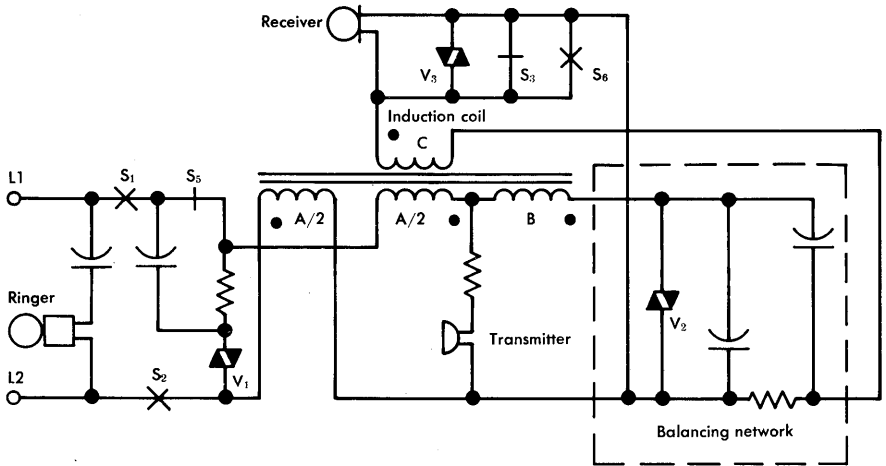 Receiver
V₃
S₃
S₆
Induction coil
C
L1
S₁
S₅
A/2
A/2
B
Ringer
V₁
Transmitter
V₂
L2
S₂
Balancing network